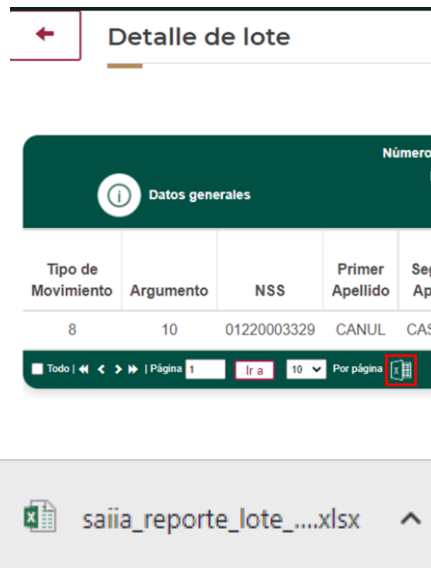 Detalle de lote
Número
Datos generales
Tipo de Movimiento Argumento NSS Primer Apellido
8 10 01220003329 CANUL
Todo | | Página 1 Ir a 10 Por página
saiia_reporte_lote_....xlsx